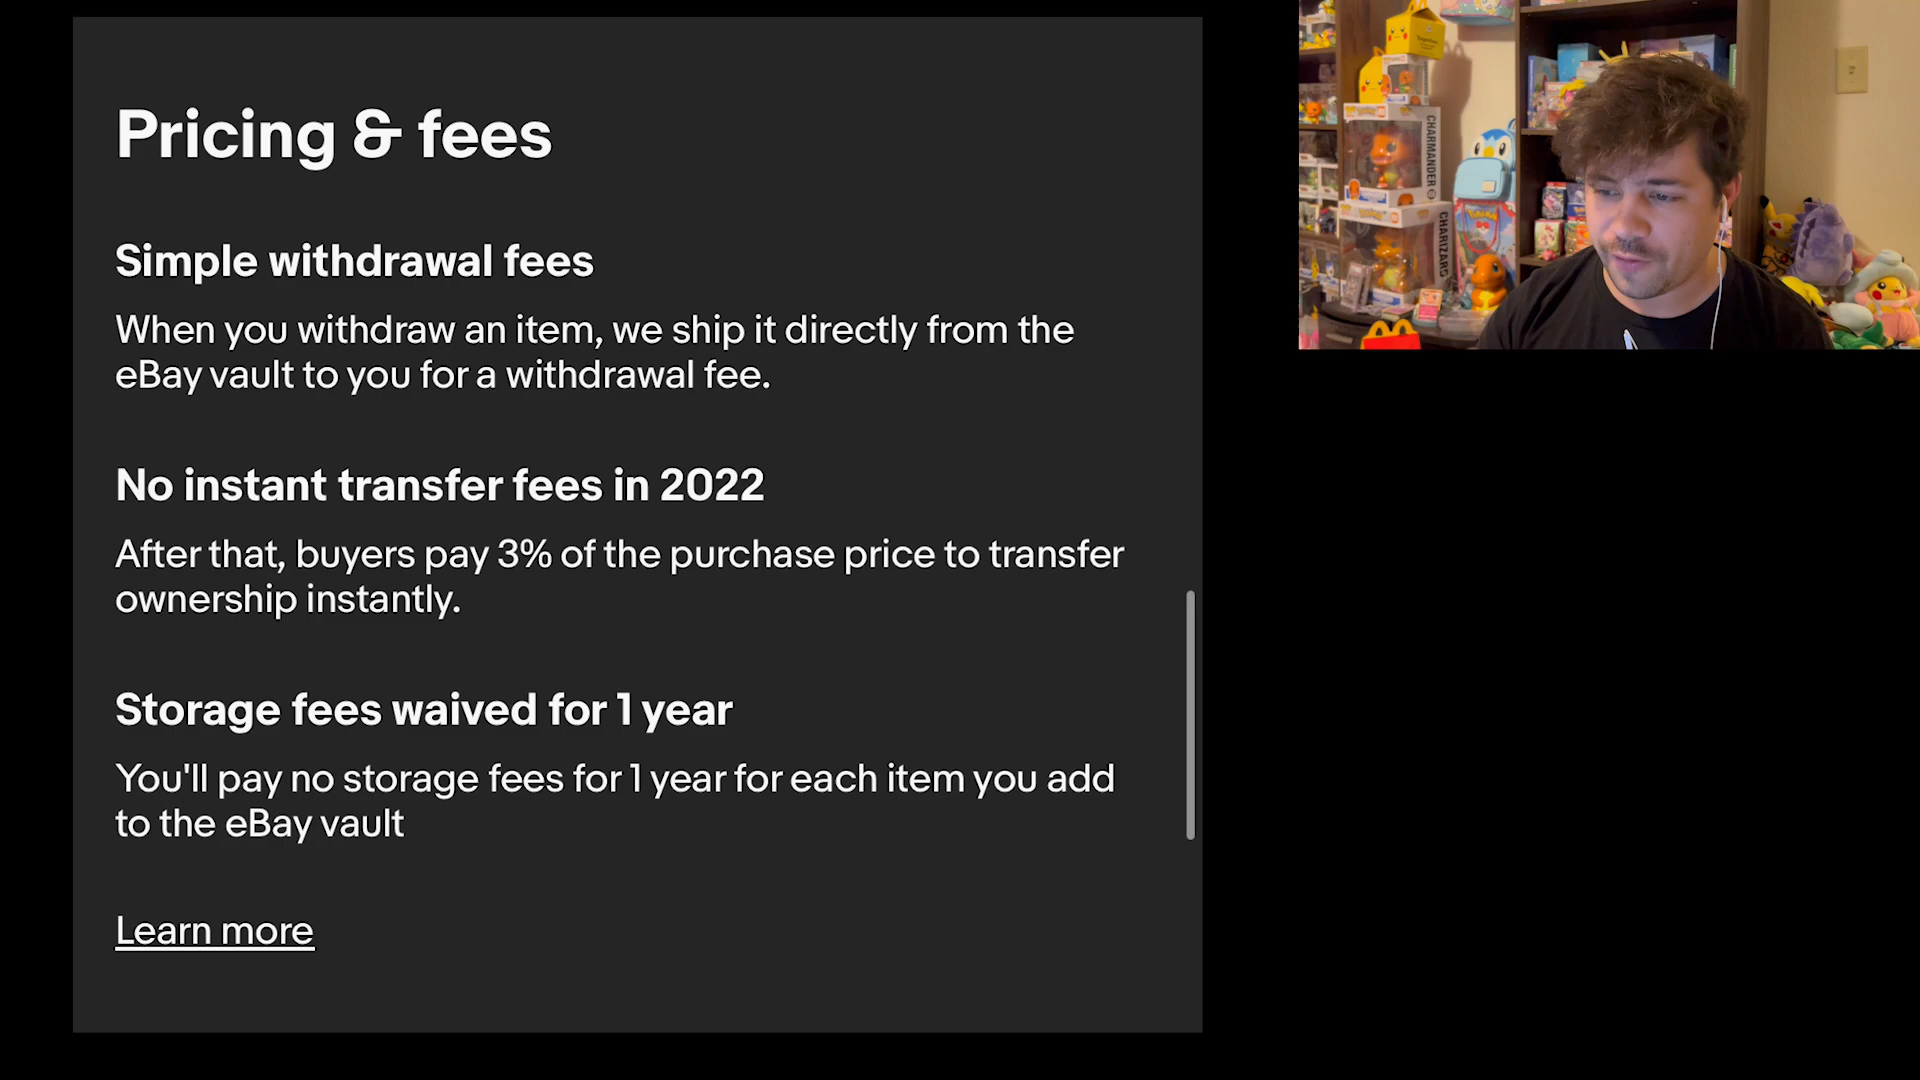 Pricing & fees
Simple withdrawal fees
When you withdraw an item, we ship it directly from the
eBay vault to you for a withdrawal fee.
No instant transfer fees in 2022
After that, buyers pay 3% of the purchase price to transfer
ownership instantly.
Storage fees waived for 1 year
You'll pay no storage fees for 1 year for each item you add
to the eBay vault
Learn more
CHARMANDER
CHARIZARD